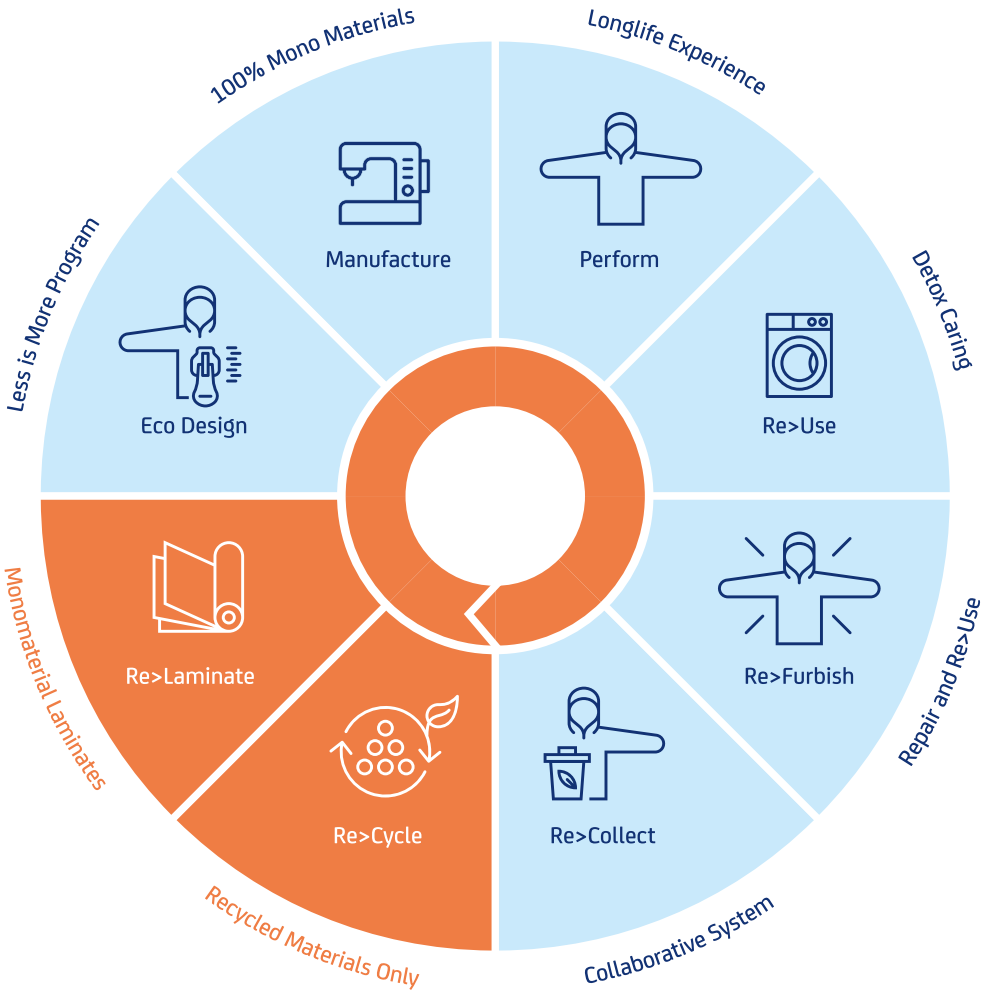 100% Mono Materials
Longlife Experience
Less is More Program
Detox Caring
Manufacture
Perform
Eco Design
Re>Use
Re>Laminate
Re>Furbish
Monomaterial Laminates
Repair and Re>Use
Re>Cycle
Re>Collect
Recycled Materials Only
Collaborative System